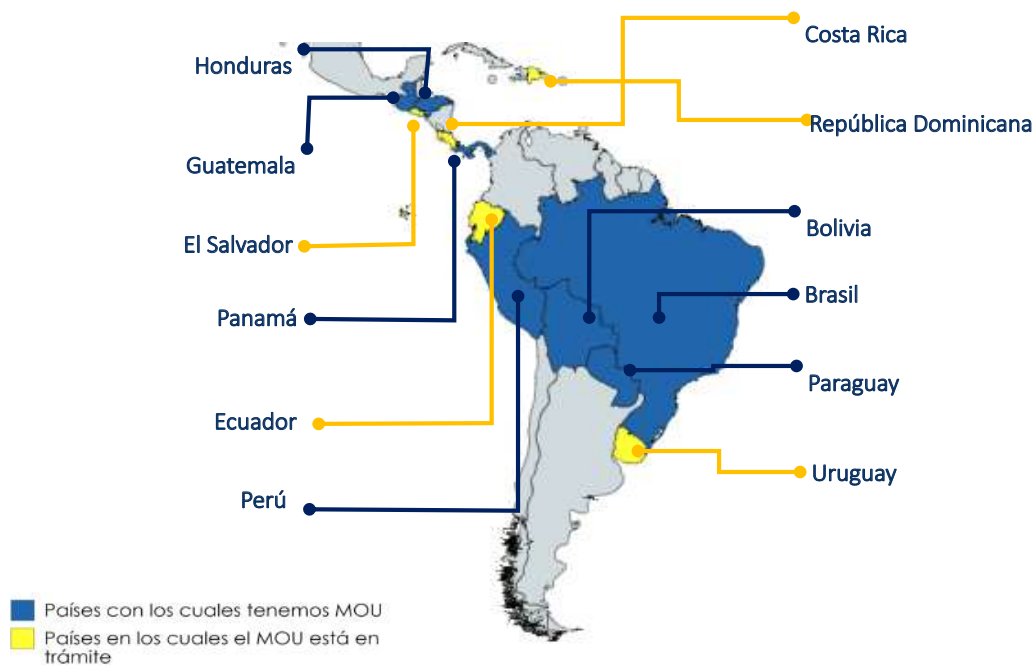 Costa Rica
Honduras
República Dominicana
Guatemala
Bolivia
El Salvador
Brasil
Panamá
Paraguay
Ecuador
Uruguay
Perú
Países con los cuales tenemos MOU
Países en los cuales el MOU está en
trámite